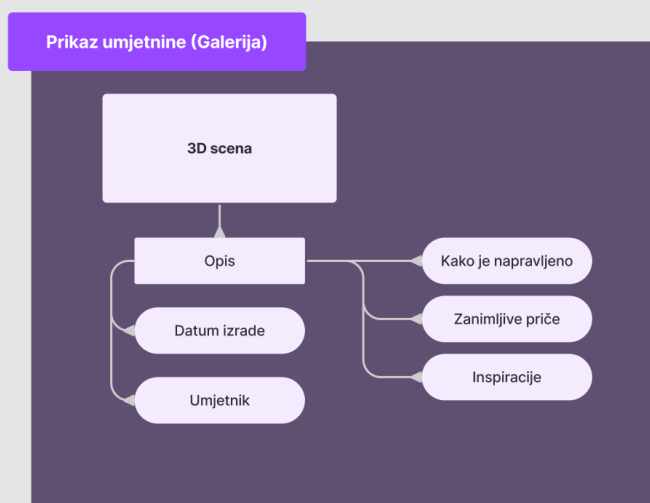 Prikaz umjetnine (Galerija)
3D scena
Opis
Datum izrade
Umjetnik
Kako je napravljeno
Zanimljive priče
Inspiracije